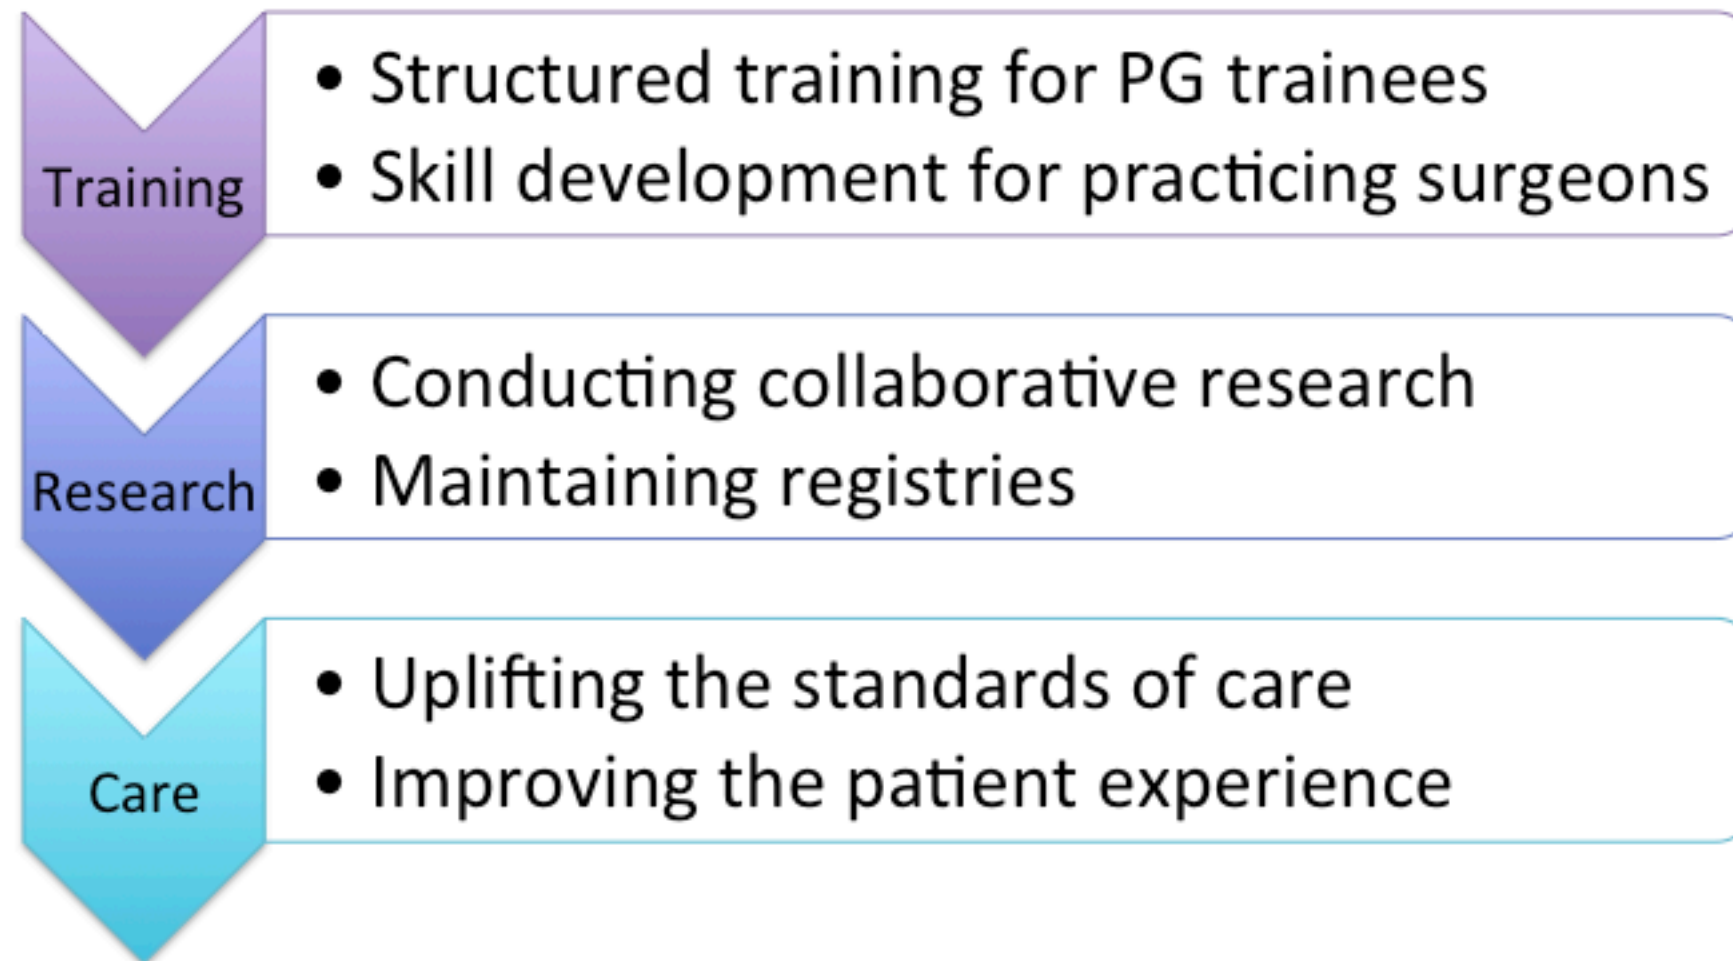 Training
• Structured training for PG trainees
• Skill development for practicing surgeons
Research
• Conducting collaborative research
• Maintaining registries
Care
• Uplifting the standards of care
• Improving the patient experience